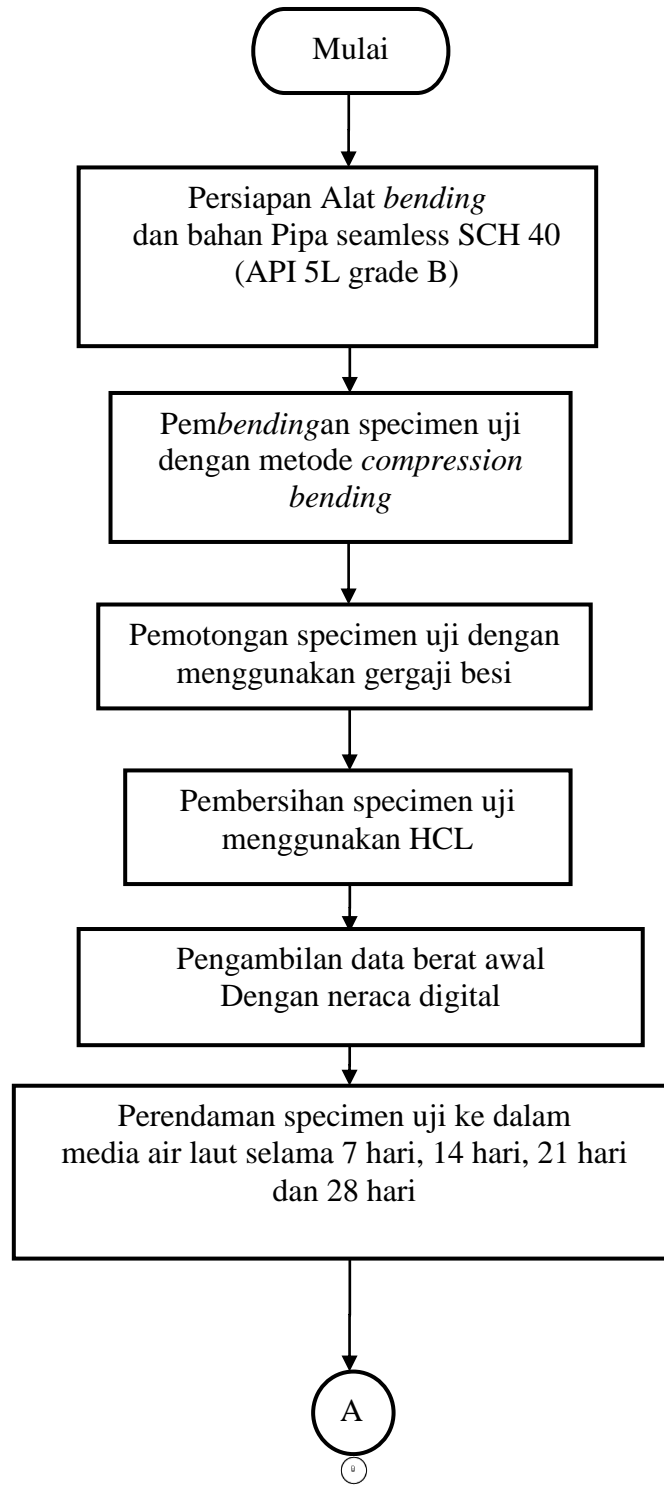 Mulai
Persiapan Alat bending
dan bahan Pipa seamless SCH 40
(API 5L grade B)
Pembendingan specimen uji
dengan metode compression
bending
Pemotongan specimen uji dengan
menggunakan gergaji besi
Pembersihan specimen uji
menggunakan HCL
Pengambilan data berat awal
Dengan neraca digital
Perendaman specimen uji ke dalam
media air laut selama 7 hari, 14 hari, 21 hari
dan 28 hari
A